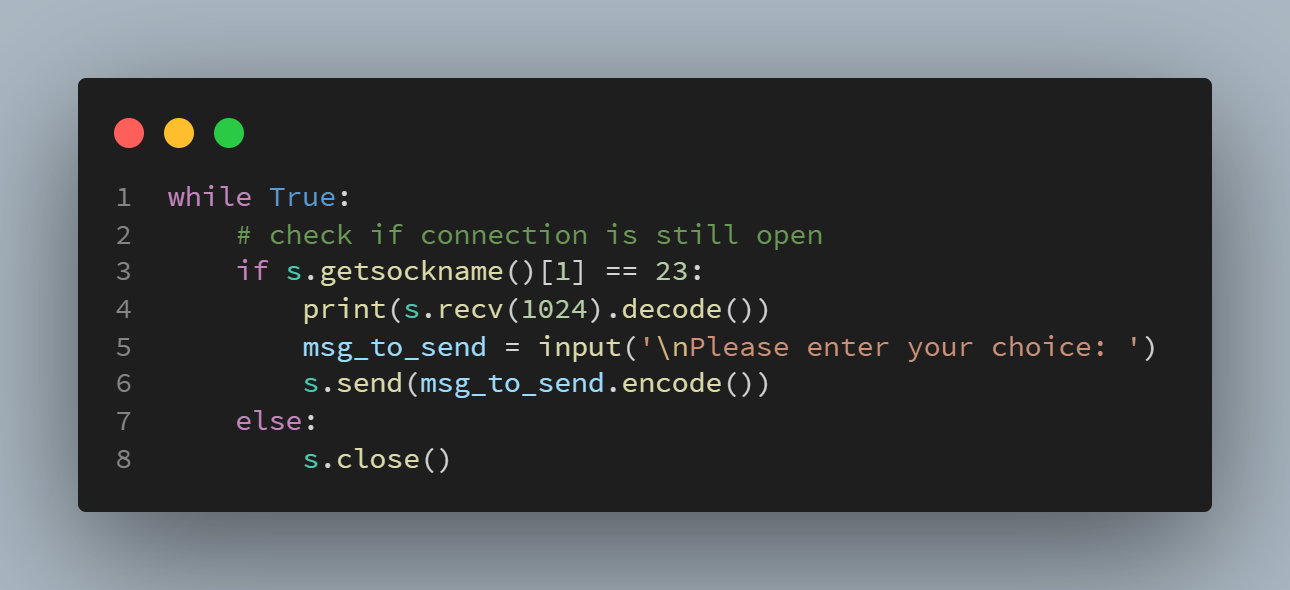 1 while True:
2     # check if connection is still open
3     if s.getsockname()[1] == 23:
4         print(s.recv(1024).decode())
5         msg_to_send = input('\nPlease enter your choice: ')
6         s.send(msg_to_send.encode())
7     else:
8         s.close()